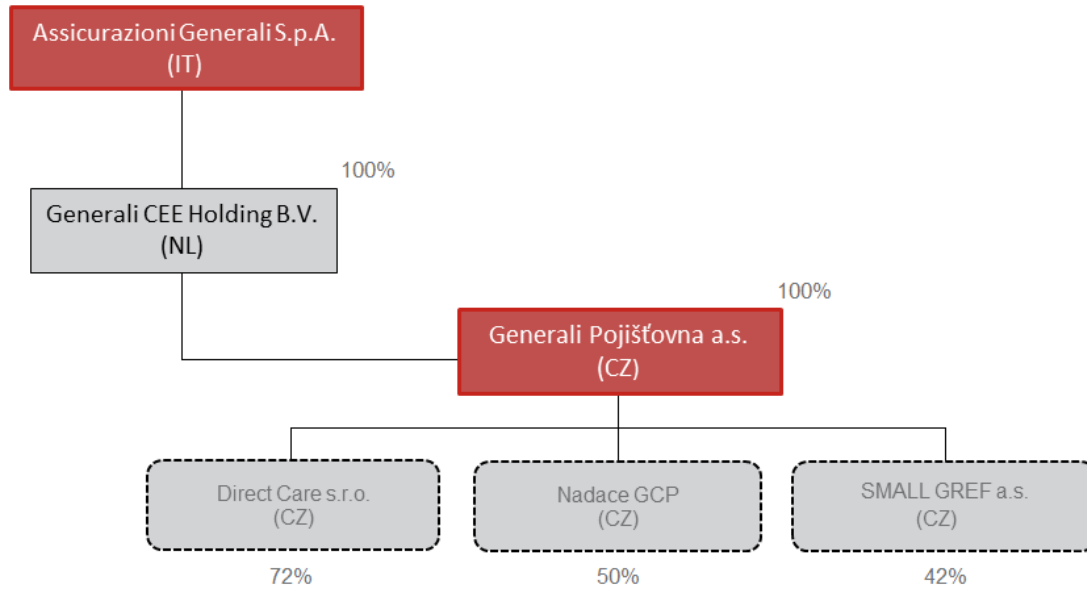 Assicurazioni Generali S.p.A.
(IT)
100%
Generali CEE Holding B.V.
(NL)
100%
Generali Pojišťovna a.s.
(CZ)
Direct Care s.r.o.
(CZ)
Nadace GCP
(CZ)
SMALL GREF a.s.
(CZ)
72%
50%
42%